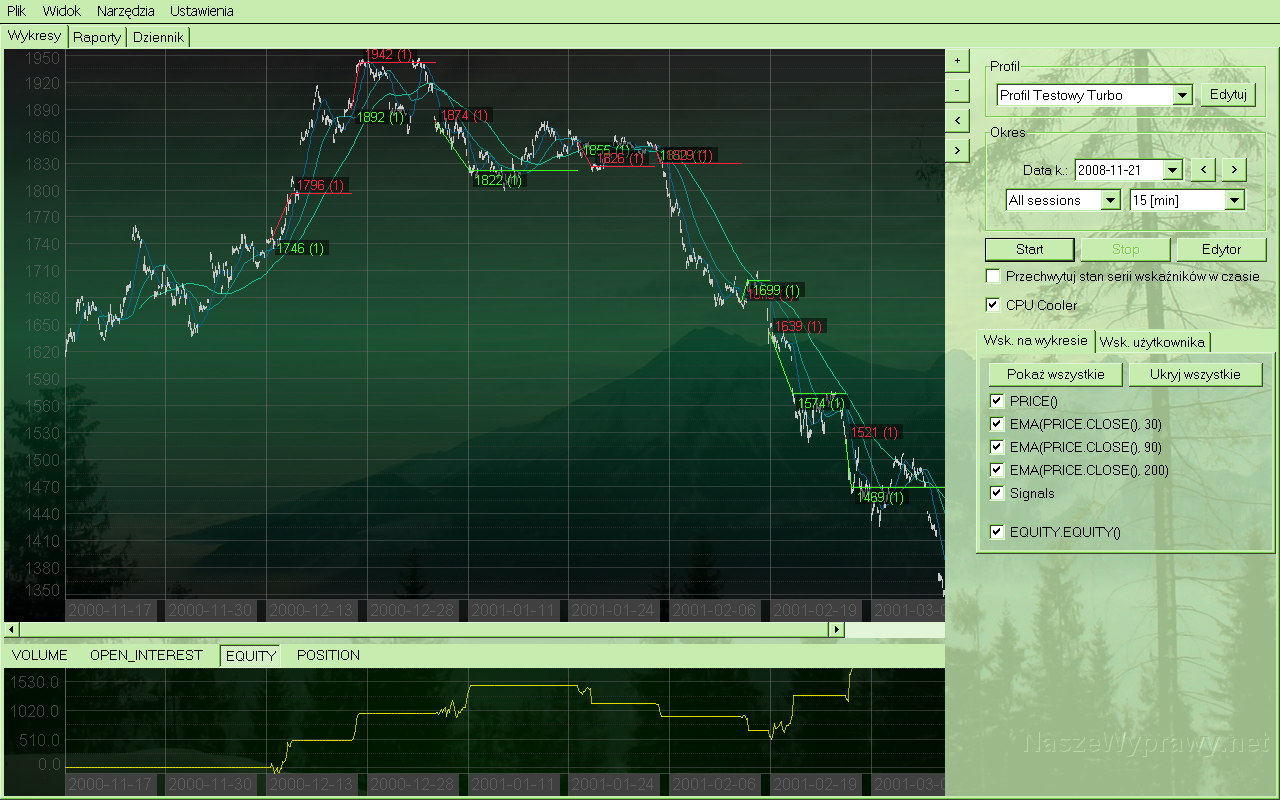 Plik Widok Narzędzia Ustawienia
Wykresy Raporty Dziennik
1950
1920
1890
1860
1830
1800
1770
1740
1710
1680
1650
1620
1590
1560
1530
1500
1470
1440
1410
1380
1350
1942 (1)
1892 (1)
1874 (1)
1796 (1)
1746 (1)
1822 (1)
1855 (1)
1826 (1)
1699 (1)
1639 (1)
1574 (1)
1521 (1)
1469 (1)
2000-11-17 2000-11-30 2000-12-13 2000-12-28 2001-01-11 2001-01-24 2001-02-06 2001-02-19 2001-03-0
+
-
<
>
Profil
Profil Testowy Turbo Edytuj
Okres
Data k.: 2008-11-21 < >
All sessions 15 [min]
Start Stop Edytor
Przechwytuj stan serii wskaźników w czasie
CPU Cooler
Wsk. na wykresie Wsk. użytkownika
Pokaż wszystkie Ukryj wszystkie
PRICE()
EMA(PRICE.CLOSE(), 30)
EMA(PRICE.CLOSE(), 90)
EMA(PRICE.CLOSE(), 200)
Signals
EQUITY.EQUITY()
VOLUME OPEN_INTEREST EQUITY POSITION
1530.0
1020.0
510.0
0.0
2000-11-17 2000-11-30 2000-12-13 2000-12-28 2001-01-11 2001-01-24 2001-02-06 2001-02-19 2001-03-0
NaszeWyprawy.net